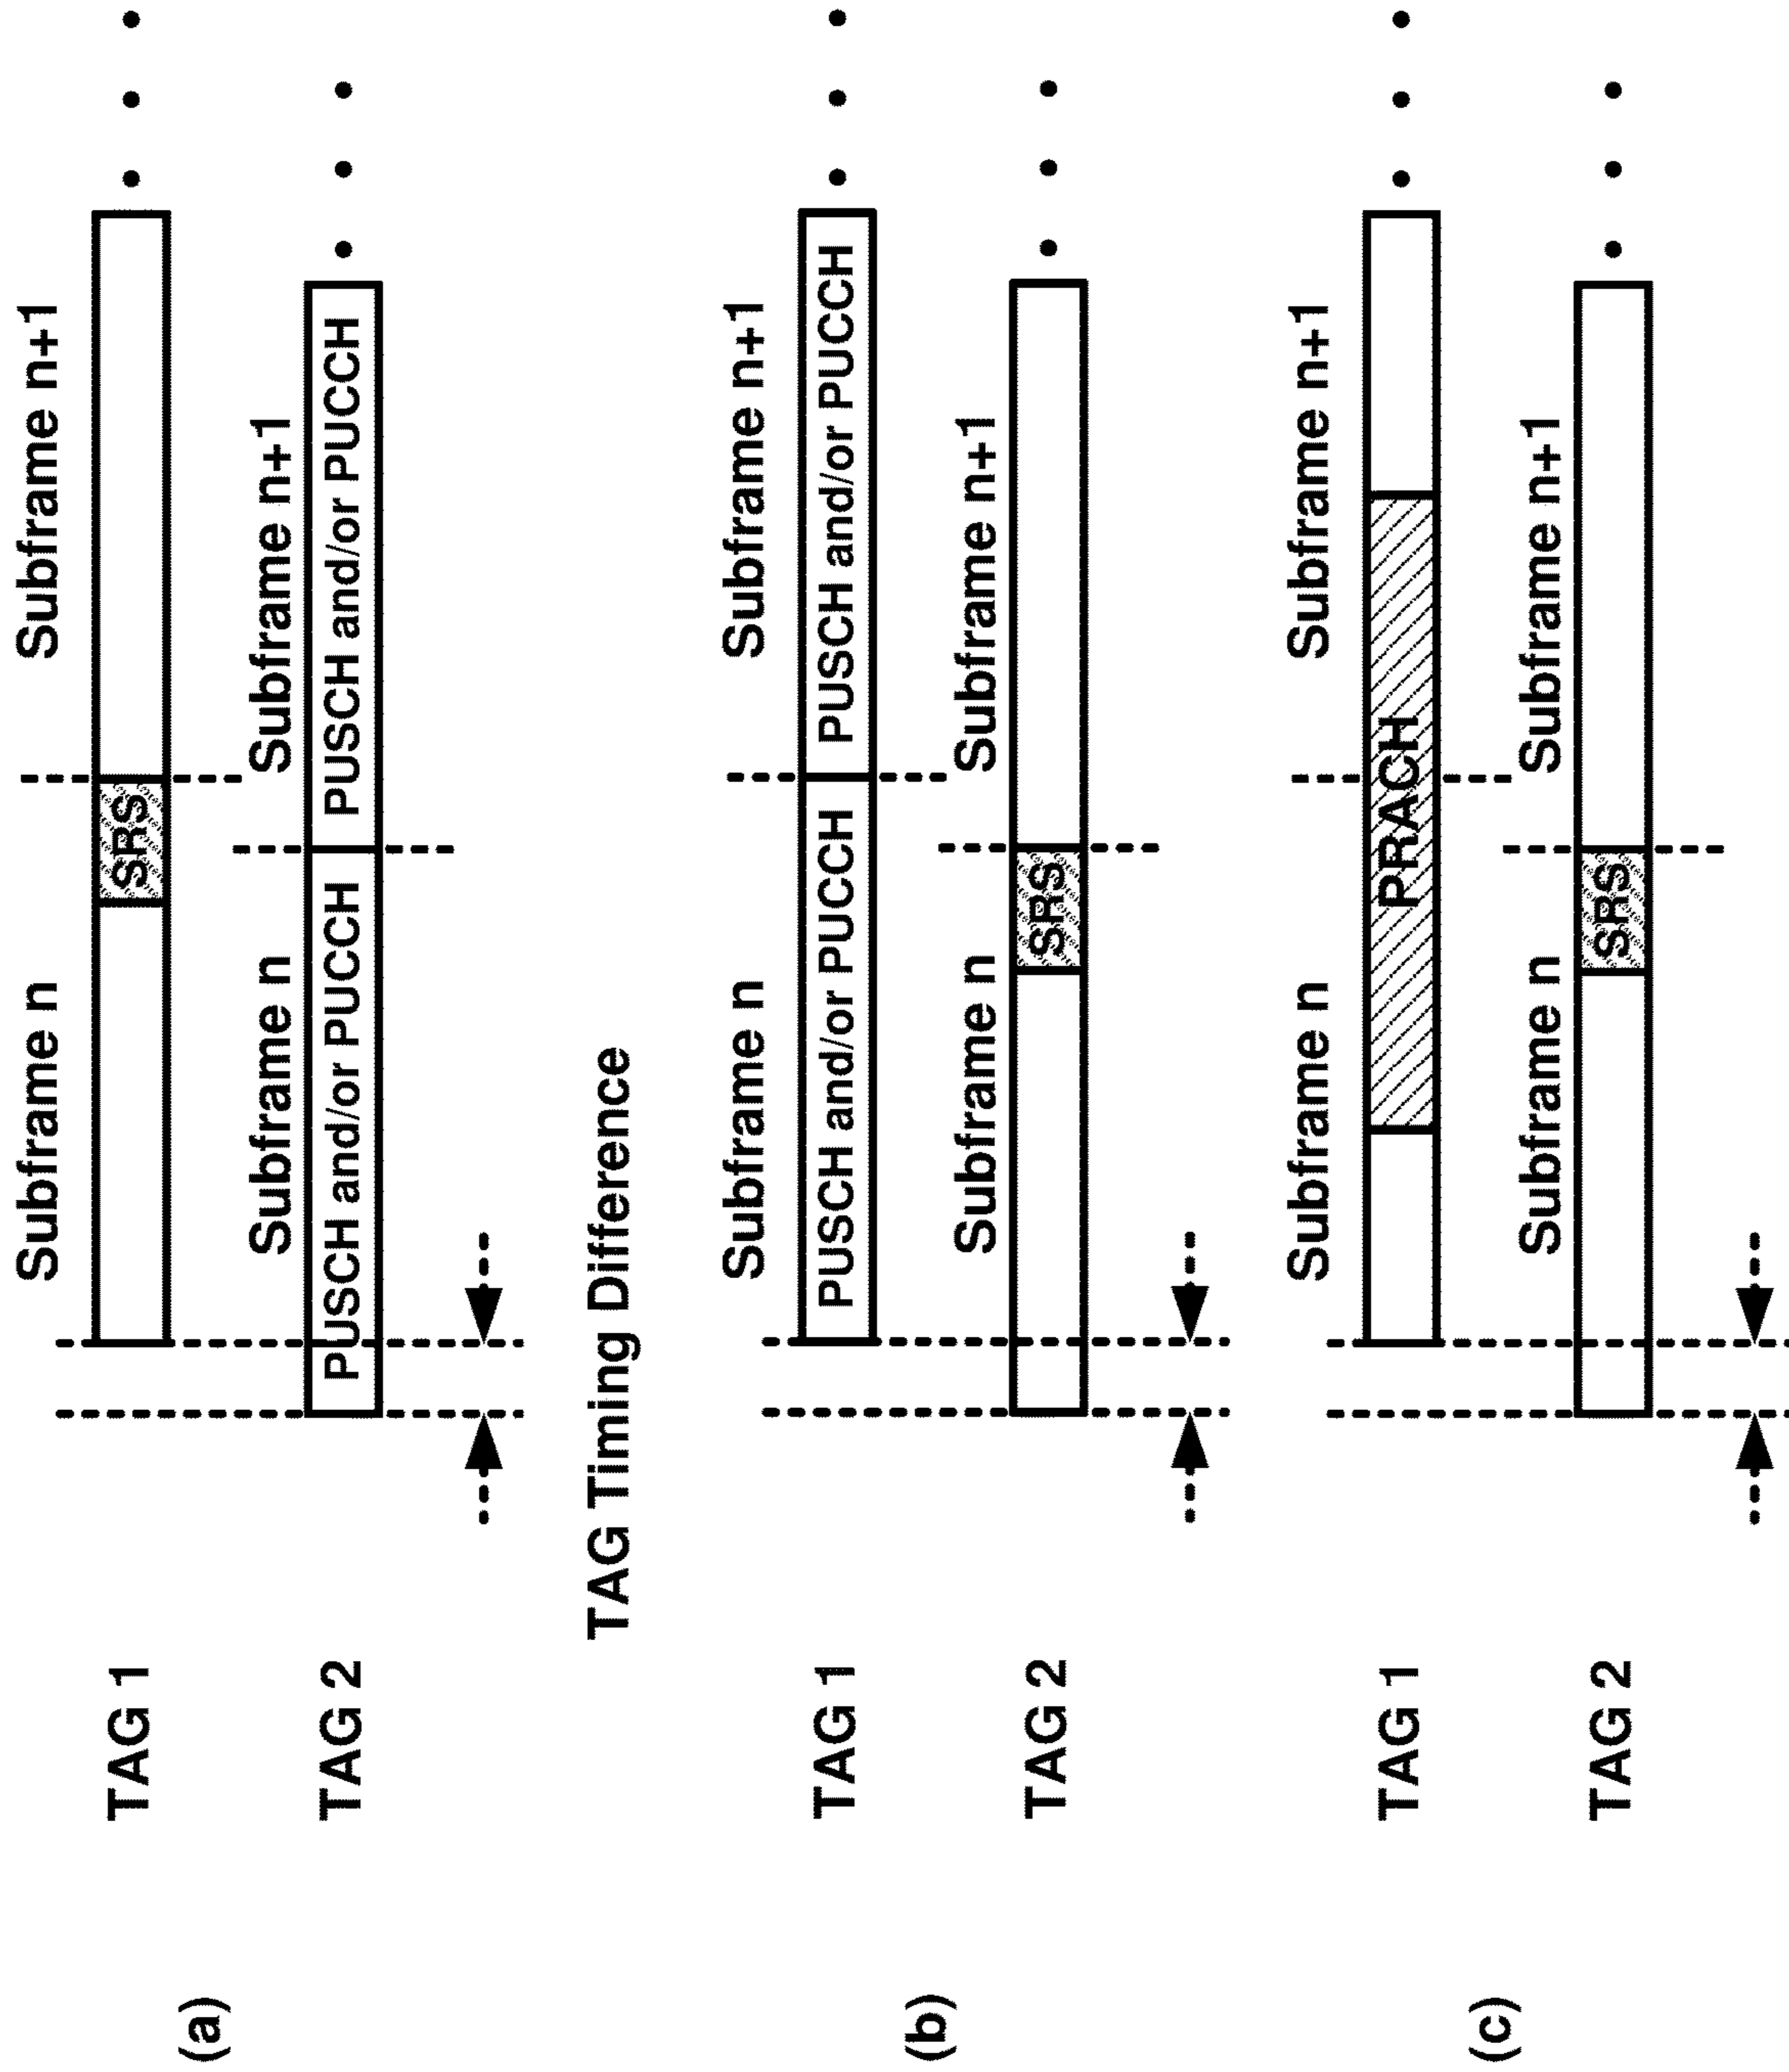 (a)
Subframe n Subframe n+1
TAG 1 SRS
Subframe n Subframe n+1
TAG 2 PUSCH and/or PUCCH PUSCH and/or PUCCH
TAG Timing Difference
(b)
Subframe n Subframe n+1
TAG 1 PUSCH and/or PUCCH PUSCH and/or PUCCH
Subframe n Subframe n+1
TAG 2 SRS
(c)
Subframe n Subframe n+1
TAG 1 PRACH
Subframe n Subframe n+1
TAG 2 SRS